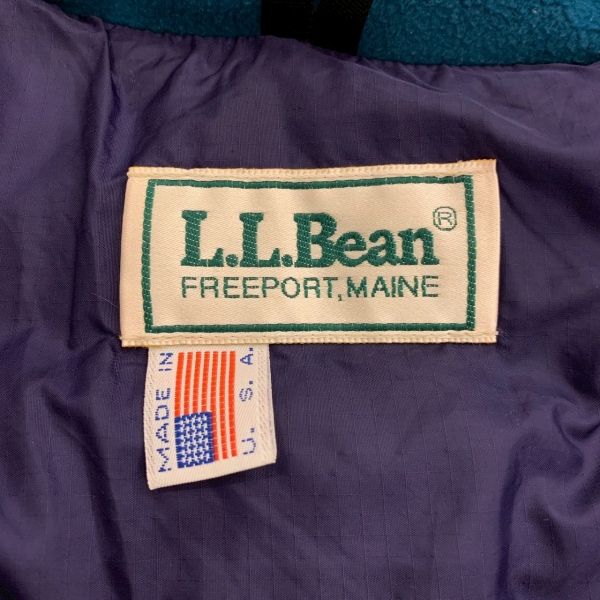 L.L.Bean®
FREEPORT, MAINE
MADE IN
U. S. A.